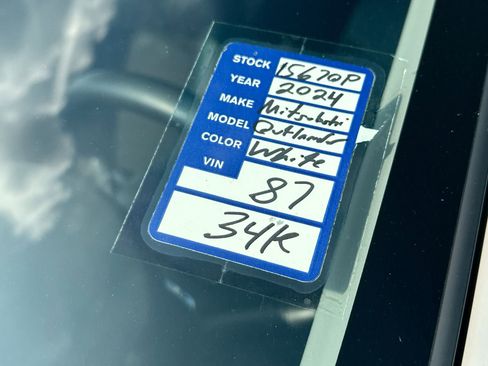 STOCK 15670P
YEAR 2024
MAKE Mitsubishi
MODEL Outlander
COLOR White
VIN
87
34K